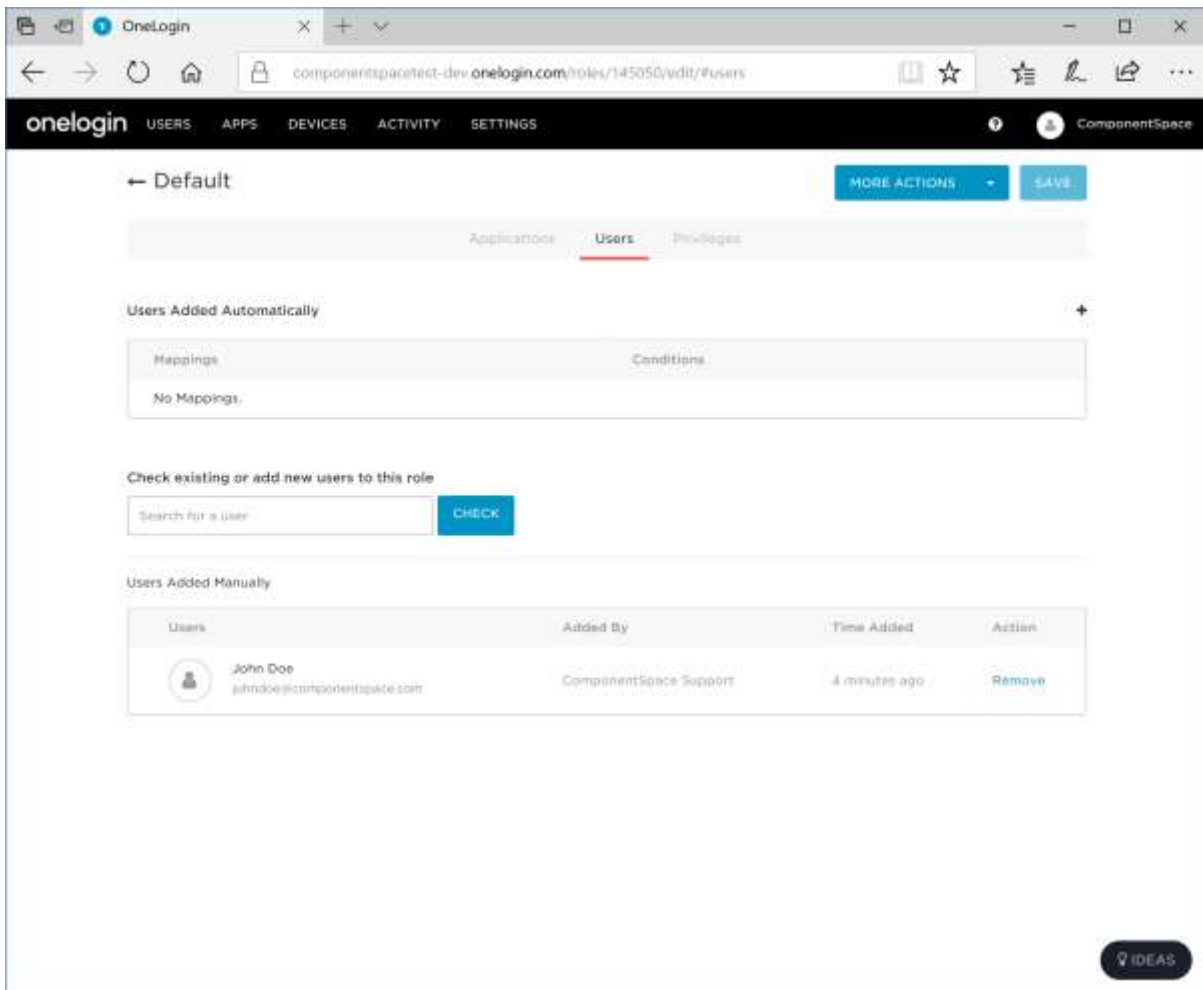 OneLogin
componentspacetest-dev.onelogin.com/roles/145050/edit/#users
onelogin USERS APPS DEVICES ACTIVITY SETTINGS ? ComponentSpace
← Default MORE ACTIONS SAVE
Applications Users Privileges
Users Added Automatically +
Mappings Conditions
No Mappings.
Check existing or add new users to this role
Search for a user CHECK
Users Added Manually
Users Added By Time Added Action
John Doe
johndoe@componentspace.com ComponentSpace Support 4 minutes ago Remove
IDEAS